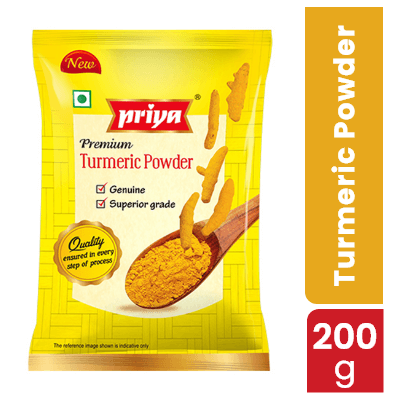 New
priya
®
Premium
Turmeric Powder
Genuine
Superior grade
Quality
ensured in every
step of process
The reference image shown is indicative only
Turmeric Powder
200
g